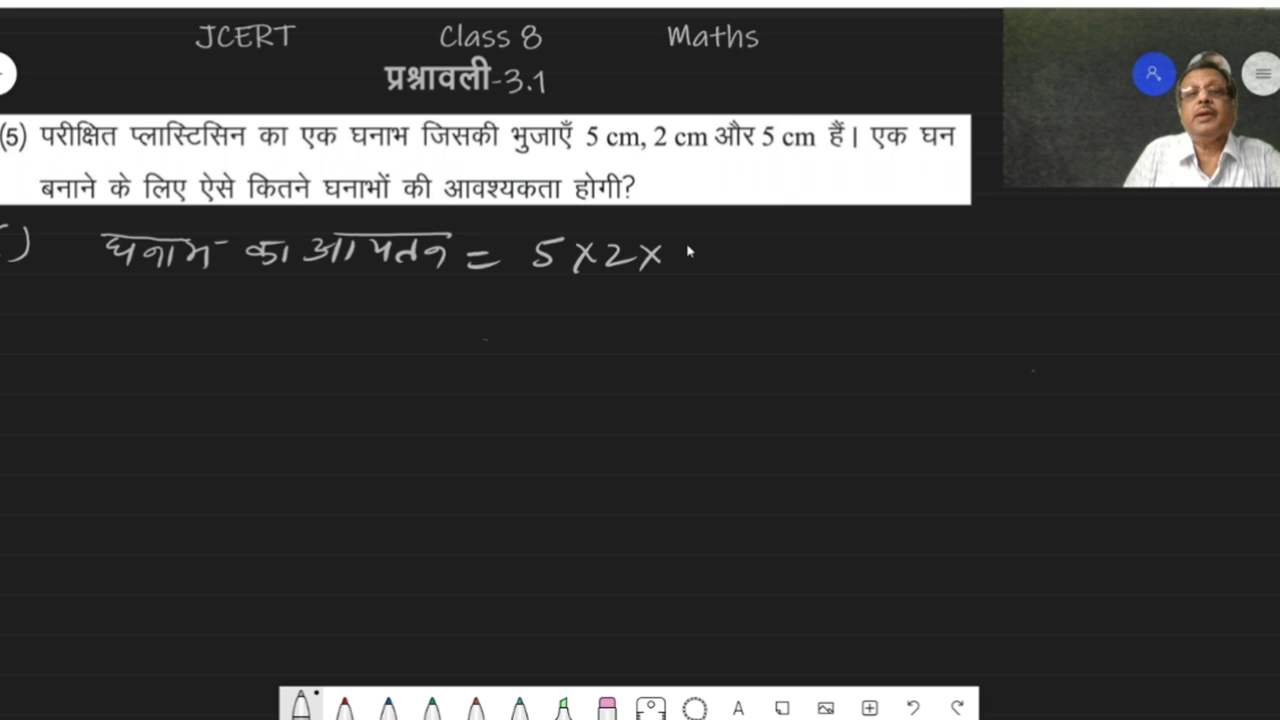 JCERT Class 8 Maths
प्रश्नावली-3.1
(5) परीक्षित प्लास्टिसिन का एक घनाभ जिसकी भुजाएँ 5 cm, 2 cm और 5 cm हैं। एक घन
बनाने के लिए ऐसे कितने घनाभों की आवश्यकता होगी?
घनाभ का आयतन = 5 × 2 ×
A